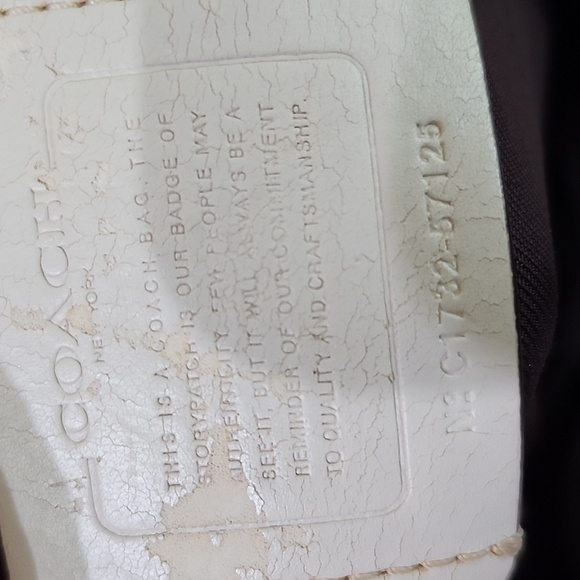 COACH
NEW YORK
THIS IS A COACH BAG. THE
STORYPATCH IS OUR BADGE OF
AUTHENTICITY. FEW PEOPLE MAY
SEE IT, BUT IT WILL ALWAYS BE A
REMINDER OF OUR COMMITMENT
TO QUALITY AND CRAFTSMANSHIP.
Nº C1732-57125